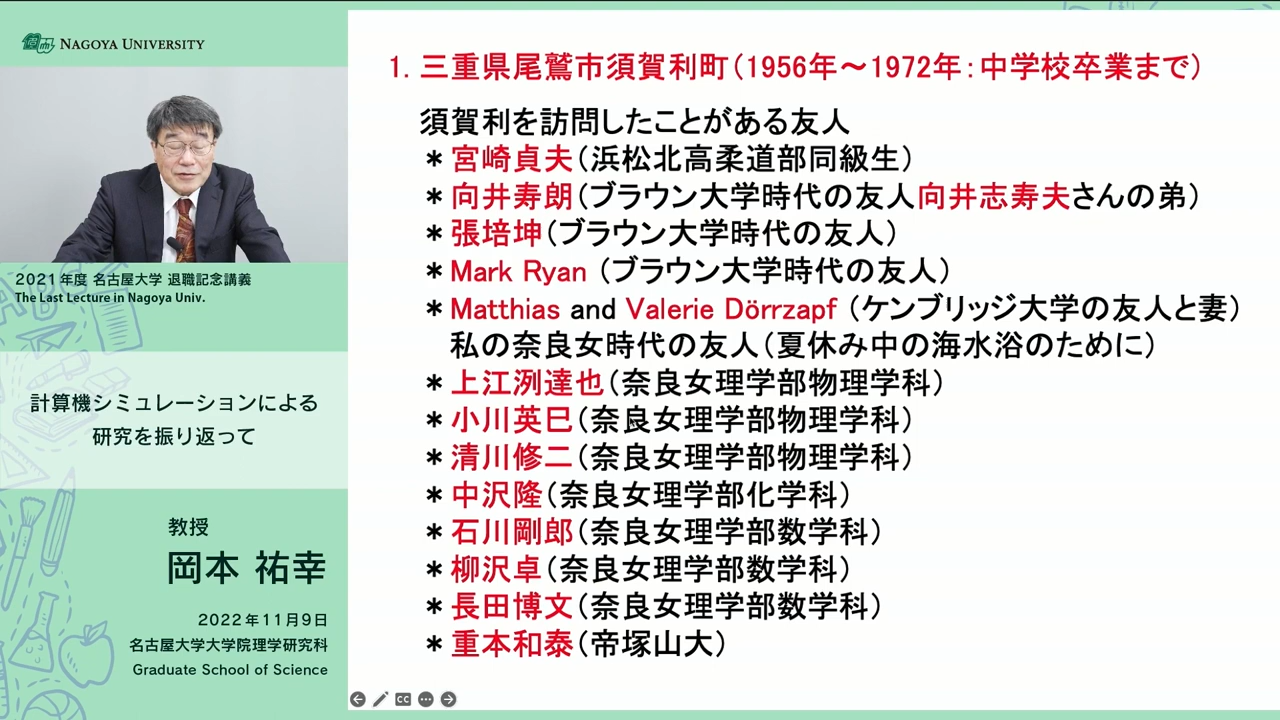 NAGOYA UNIVERSITY
2021年度 名古屋大学 退職記念講義
The Last Lecture in Nagoya Univ.
計算機シミュレーションによる
研究を振り返って
教授
岡本 祐幸
2022年11月9日
名古屋大学大学院理学研究科
Graduate School of Science
1. 三重県尾鷲市須賀利町(1956年～1972年:中学校卒業まで)
須賀利を訪問したことがある友人
* 宮崎貞夫(浜松北高柔道部同級生)
* 向井寿朗(ブラウン大学時代の友人向井志寿夫さんの弟)
* 張培坤(ブラウン大学時代の友人)
* Mark Ryan (ブラウン大学時代の友人)
* Matthias and Valerie Dörrzapf (ケンブリッジ大学の友人と妻)
私の奈良女時代の友人(夏休み中の海水浴のために)
* 上江洌達也(奈良女理学部物理学科)
* 小川英巳(奈良女理学部物理学科)
* 清川修二(奈良女理学部物理学科)
* 中沢隆(奈良女理学部化学科)
* 石川剛郎(奈良女理学部数学科)
* 柳沢卓(奈良女理学部数学科)
* 長田博文(奈良女理学部数学科)
* 重本和泰(帝塚山大)
CC